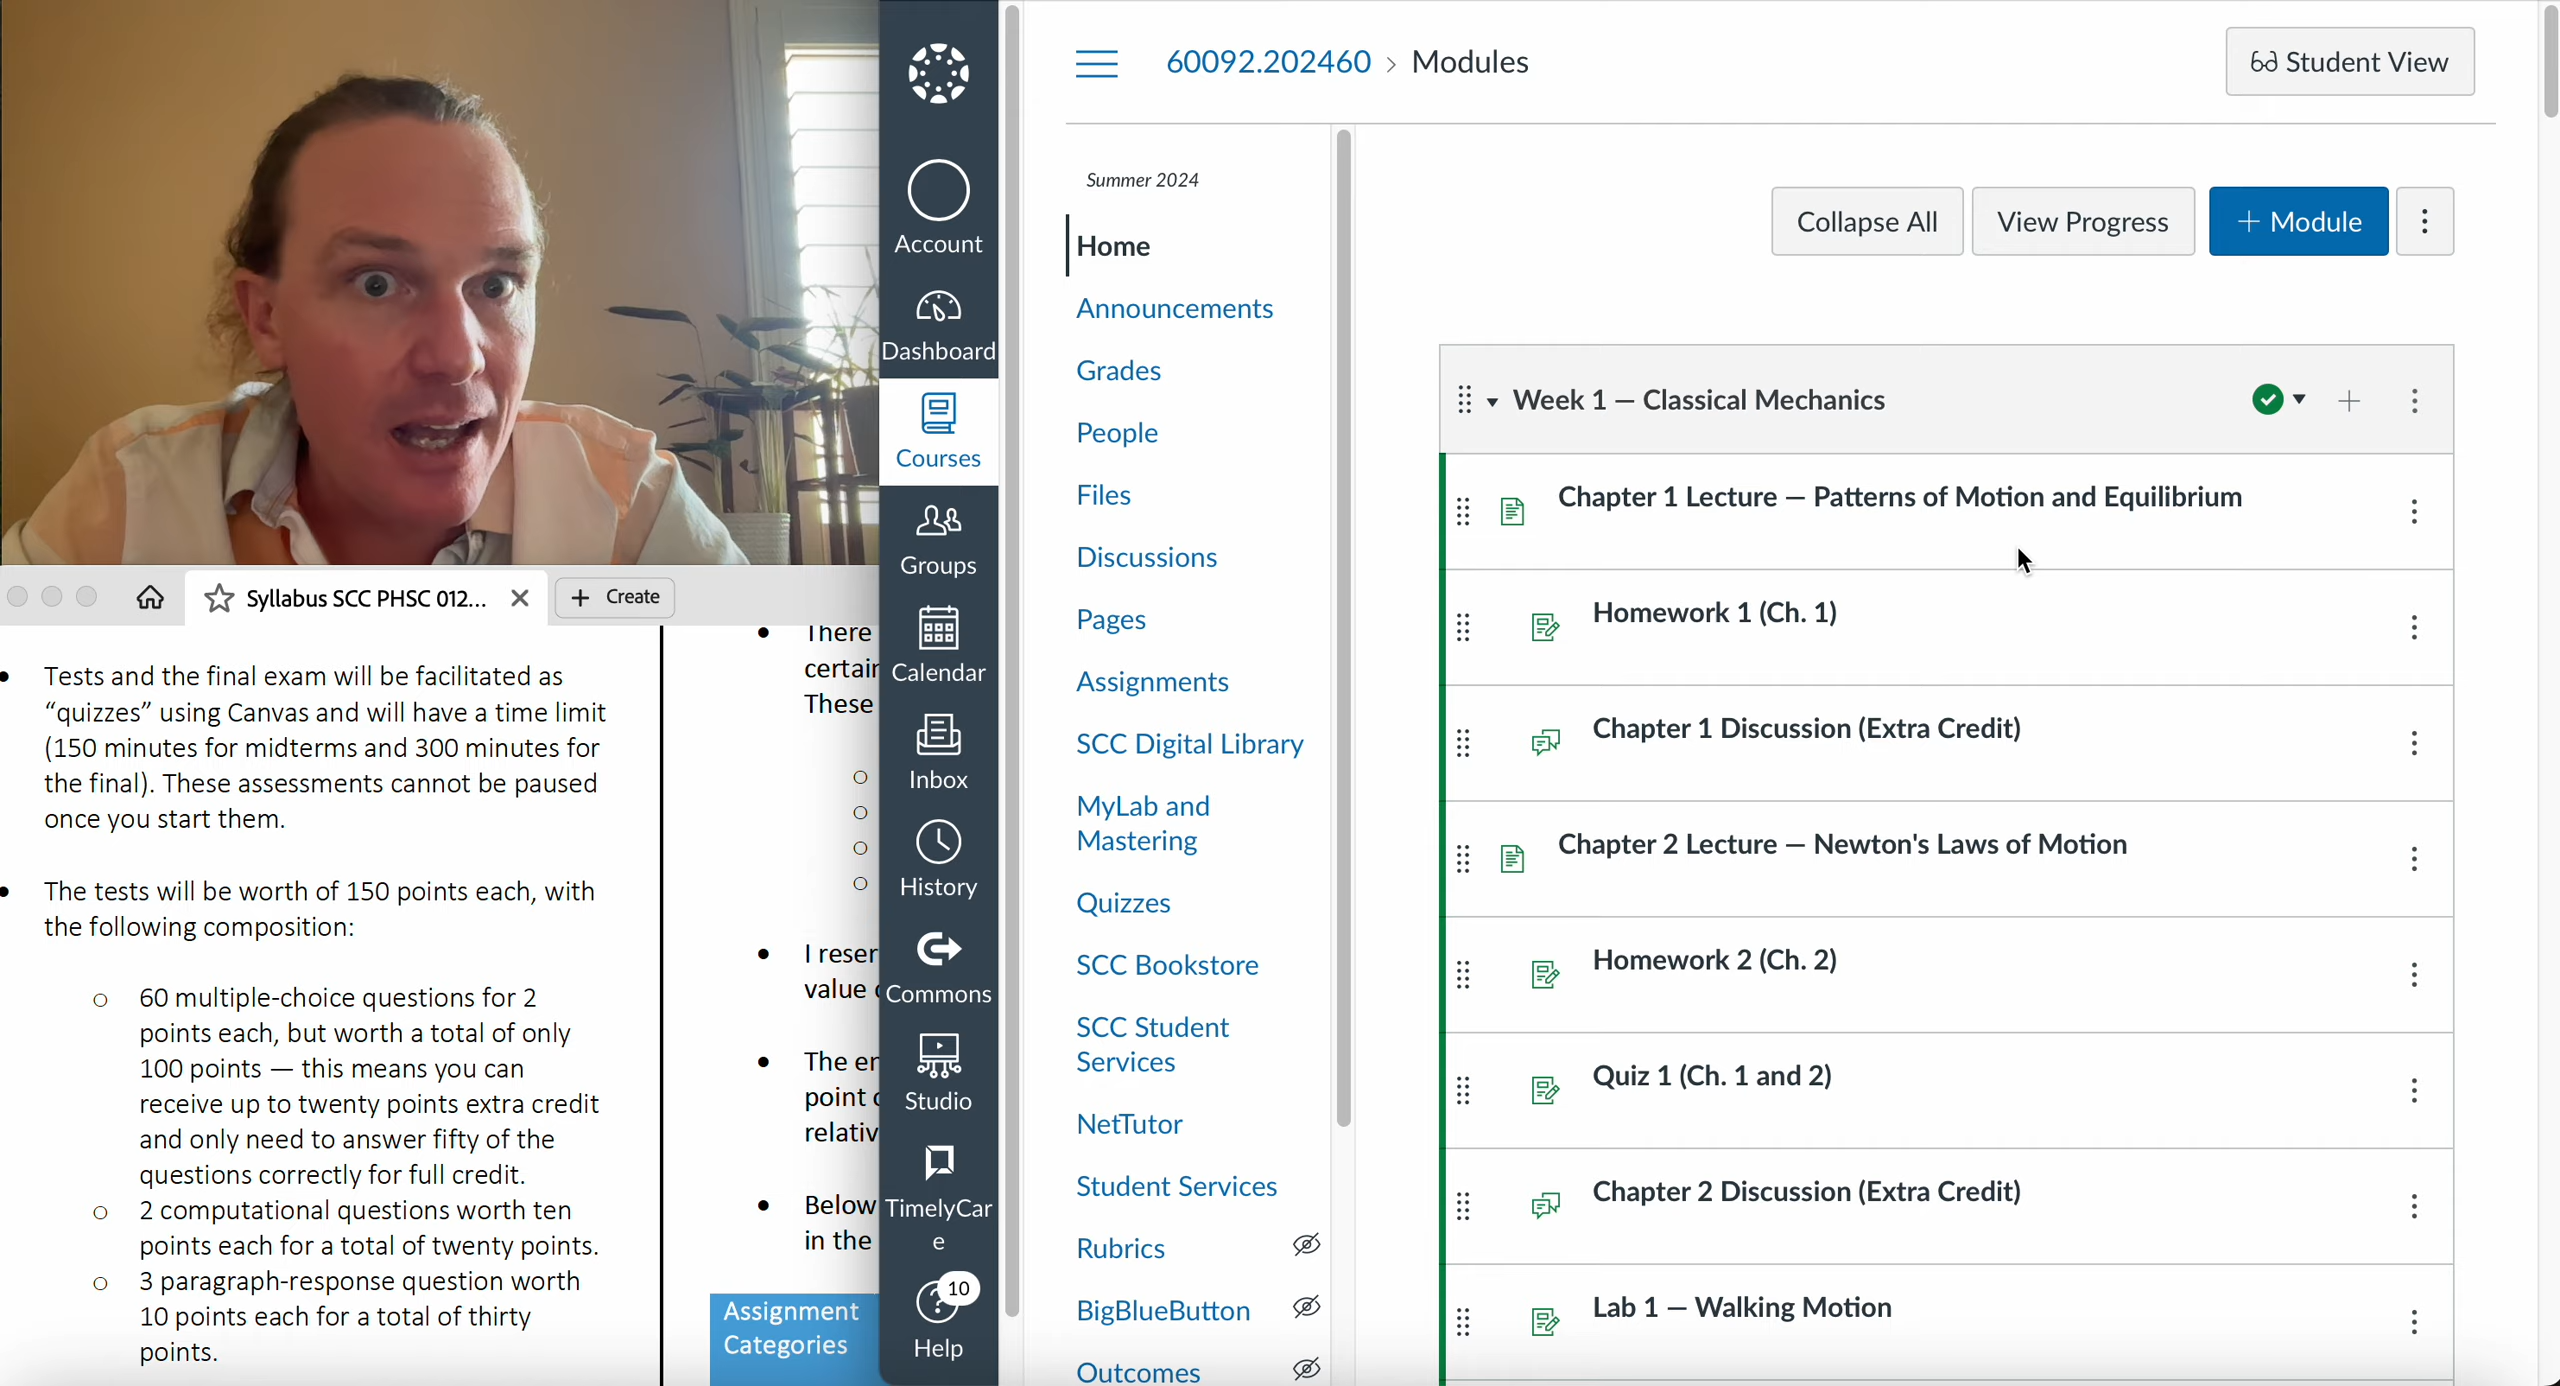 Syllabus SCC PHSC 012...
Create
Tests and the final exam will be facilitated as
“quizzes” using Canvas and will have a time limit
(150 minutes for midterms and 300 minutes for
the final). These assessments cannot be paused
once you start them.
The tests will be worth of 150 points each, with
the following composition:
60 multiple-choice questions for 2
points each, but worth a total of only
100 points — this means you can
receive up to twenty points extra credit
and only need to answer fifty of the
questions correctly for full credit.
2 computational questions worth ten
points each for a total of twenty points.
3 paragraph-response question worth
10 points each for a total of thirty
points.
There
certain
These
I reser
value
The en
point
relativ
Below
in the
Assignment
Categories
Account
Dashboard
Courses
Groups
Calendar
Inbox
History
Commons
Studio
TimelyCar
e
10
Help
60092.202460 > Modules
Student View
Summer 2024
Home
Announcements
Grades
People
Files
Discussions
Pages
Assignments
SCC Digital Library
MyLab and
Mastering
Quizzes
SCC Bookstore
SCC Student
Services
NetTutor
Student Services
Rubrics
BigBlueButton
Outcomes
Collapse All
View Progress
+ Module
Week 1 — Classical Mechanics
Chapter 1 Lecture — Patterns of Motion and Equilibrium
Homework 1 (Ch. 1)
Chapter 1 Discussion (Extra Credit)
Chapter 2 Lecture — Newton's Laws of Motion
Homework 2 (Ch. 2)
Quiz 1 (Ch. 1 and 2)
Chapter 2 Discussion (Extra Credit)
Lab 1 — Walking Motion